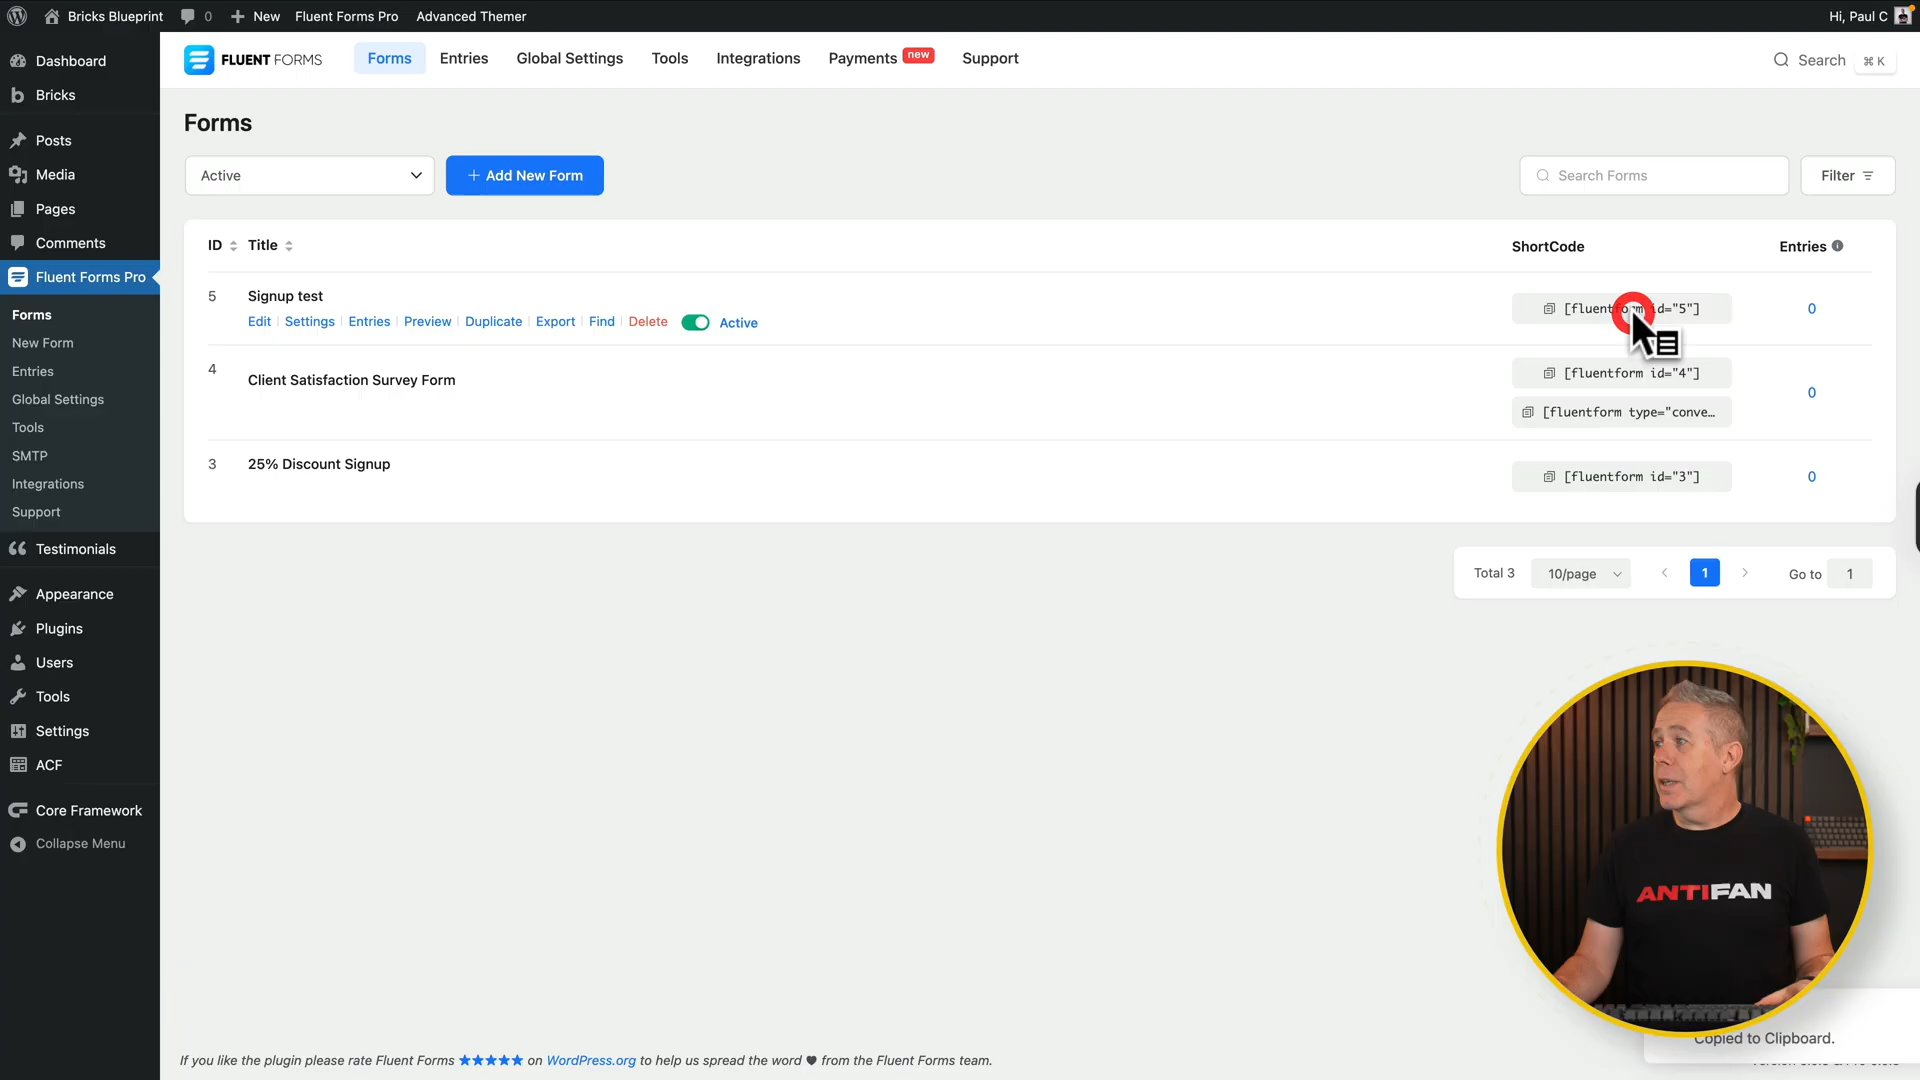 Bricks Blueprint
0
New
Fluent Forms Pro
Advanced Themer
Hi, Paul C
Dashboard
Bricks
Posts
Media
Pages
Comments
Fluent Forms Pro
Forms
New Form
Entries
Global Settings
Tools
SMTP
Integrations
Support
Testimonials
Appearance
Plugins
Users
Tools
Settings
ACF
Core Framework
Collapse Menu
FLUENT FORMS
Forms
Entries
Global Settings
Tools
Integrations
Payments new
Support
Search ⌘ K
Forms
Active
+ Add New Form
Search Forms
Filter
ID Title ShortCode Entries
5 Signup test [fluentform id="5"] 0
Edit | Settings | Entries | Preview | Duplicate | Export | Find | Delete Active
4 Client Satisfaction Survey Form [fluentform id="4"] 0
[fluentform type="conve...
3 25% Discount Signup [fluentform id="3"] 0
Total 3 10/page 1 Go to 1
ANTIFAN
Copied to Clipboard.
If you like the plugin please rate Fluent Forms ★★★★★ on WordPress.org to help us spread the word ♥ from the Fluent Forms team.